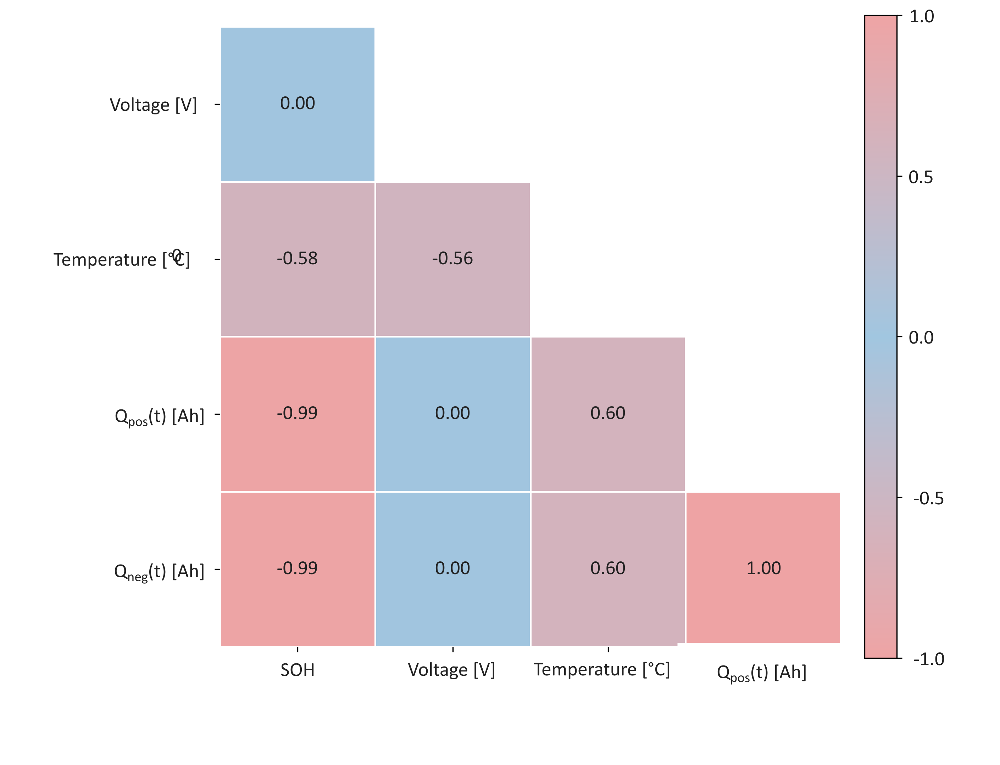 1.0
Voltage [V] 0.00
0.5
Temperature [°C] -0.58 -0.56
0.0
Qpos(t) [Ah] -0.99 0.00 0.60
-0.5
Qneg(t) [Ah] -0.99 0.00 0.60 1.00
-1.0
SOH Voltage [V] Temperature [°C] Qpos(t) [Ah]